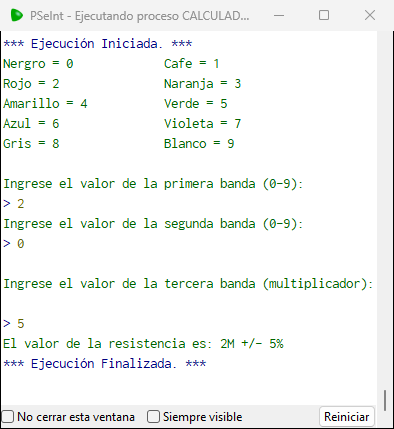 PSeInt - Ejecutando proceso CALCULAD...
*** Ejecución Iniciada. ***
Nergro = 0 Cafe = 1
Rojo = 2 Naranja = 3
Amarillo = 4 Verde = 5
Azul = 6 Violeta = 7
Gris = 8 Blanco = 9
Ingrese el valor de la primera banda (0-9):
> 2
Ingrese el valor de la segunda banda (0-9):
> 0
Ingrese el valor de la tercera banda (multiplicador):
> 5
El valor de la resistencia es: 2M +/- 5%
*** Ejecución Finalizada. ***
No cerrar esta ventana Siempre visible Reiniciar